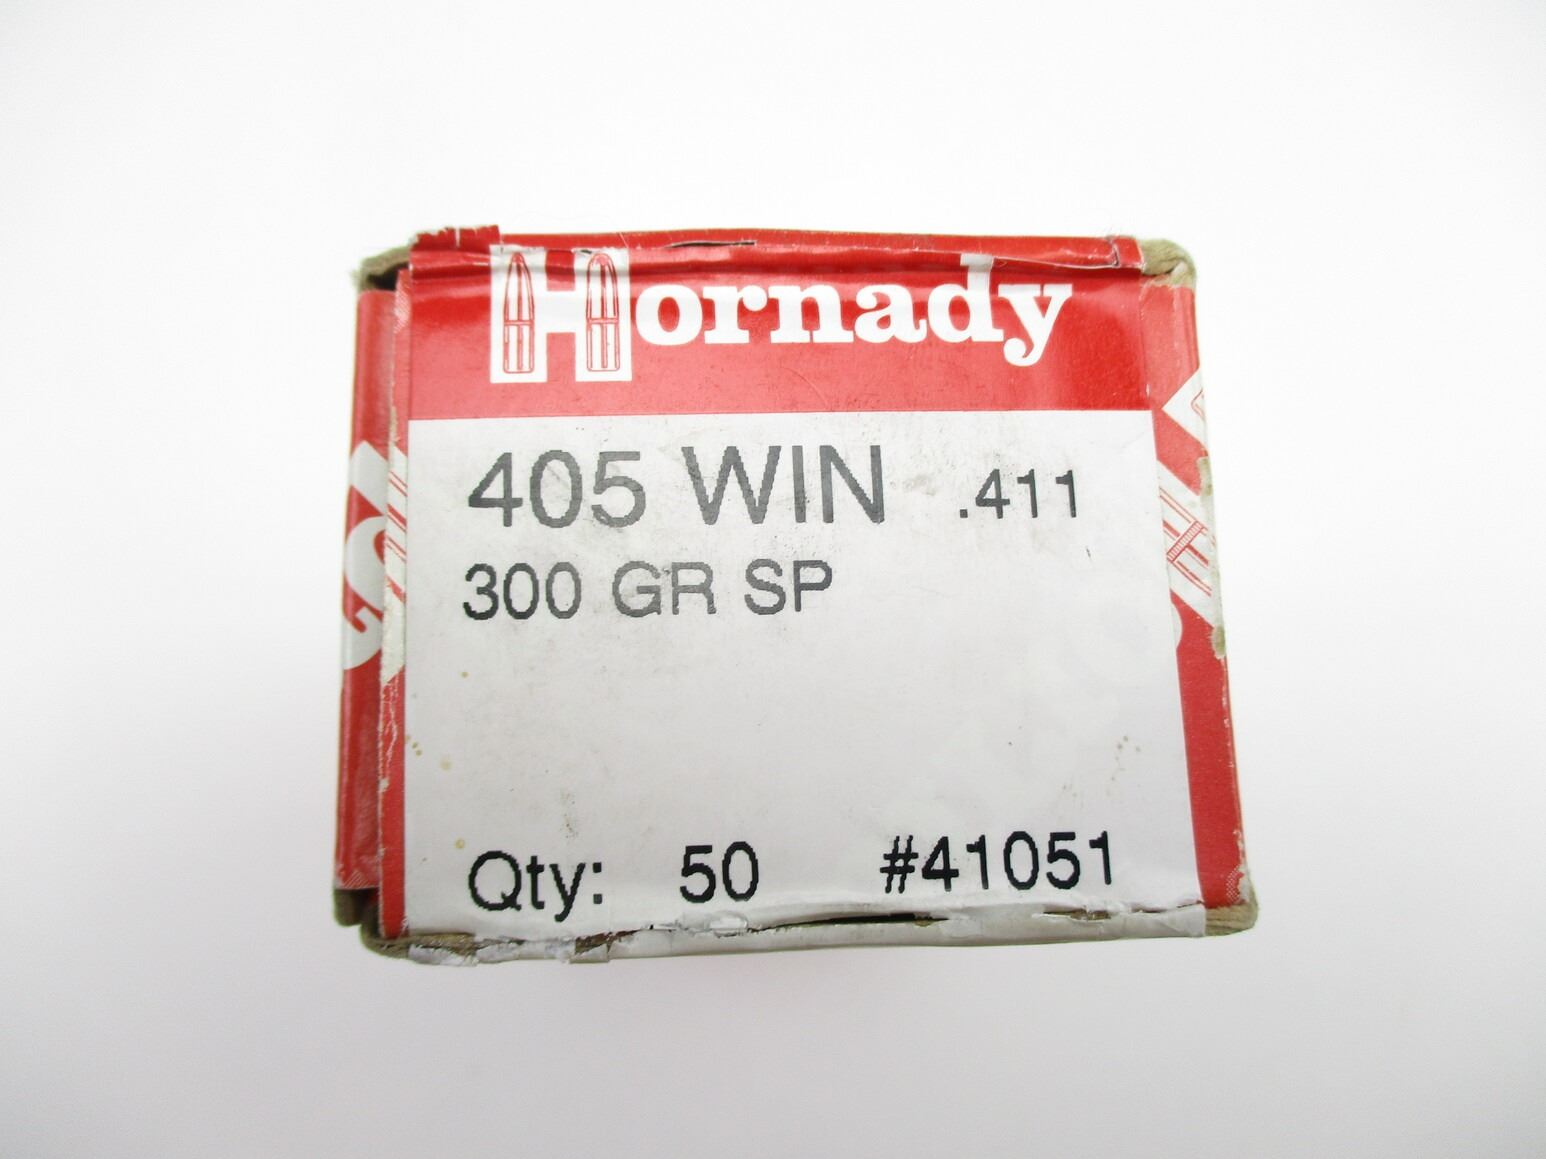 Hornady
405 WIN .411
300 GR SP
Qty: 50 #41051